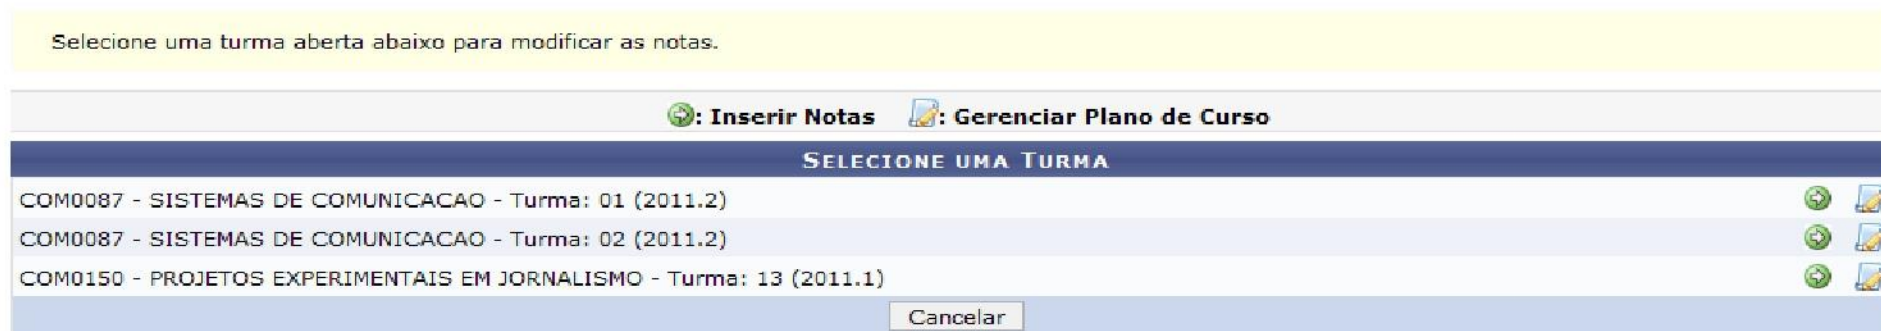 Selecione uma turma aberta abaixo para modificar as notas.
: Inserir Notas : Gerenciar Plano de Curso
SELECIONE UMA TURMA
COM0087 - SISTEMAS DE COMUNICACAO - Turma: 01 (2011.2)
COM0087 - SISTEMAS DE COMUNICACAO - Turma: 02 (2011.2)
COM0150 - PROJETOS EXPERIMENTAIS EM JORNALISMO - Turma: 13 (2011.1)
Cancelar